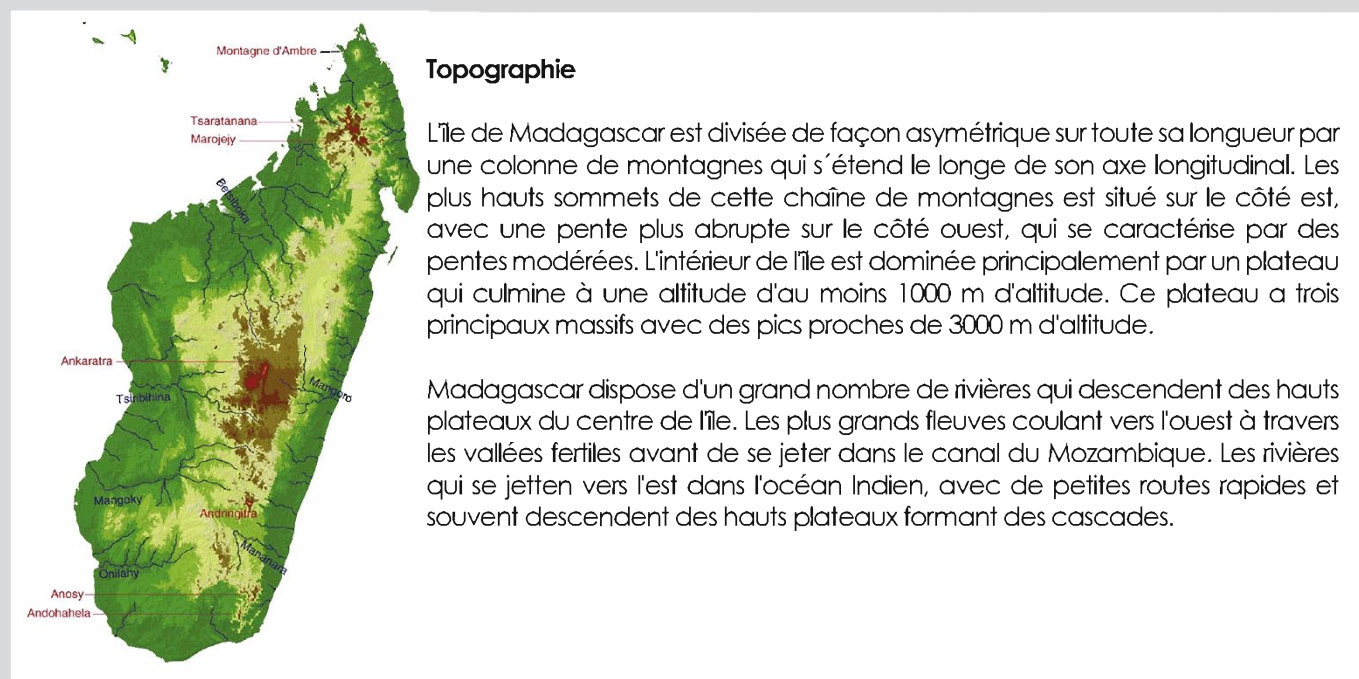 Montagne d'Ambre
Tsaratanana
Marojejy
Betsiboka
Ankaratra
Tsiribihina
Mangoro
Mangoky
Andringitra
Mananara
Onilahy
Anosy
Andohahela
Topographie
L'île de Madagascar est divisée de façon asymétrique sur toute sa longueur par
une colonne de montagnes qui s´étend le longe de son axe longitudinal. Les
plus hauts sommets de cette chaîne de montagnes est situé sur le côté est,
avec une pente plus abrupte sur le côté ouest, qui se caractérise par des
pentes modérées. L'intérieur de l'île est dominée principalement par un plateau
qui culmine à une altitude d'au moins 1000 m d'altitude. Ce plateau a trois
principaux massifs avec des pics proches de 3000 m d'altitude.
Madagascar dispose d'un grand nombre de rivières qui descendent des hauts
plateaux du centre de l'île. Les plus grands fleuves coulant vers l'ouest à travers
les vallées fertiles avant de se jeter dans le canal du Mozambique. Les rivières
qui se jetten vers l'est dans l'océan Indien, avec de petites routes rapides et
souvent descendent des hauts plateaux formant des cascades.